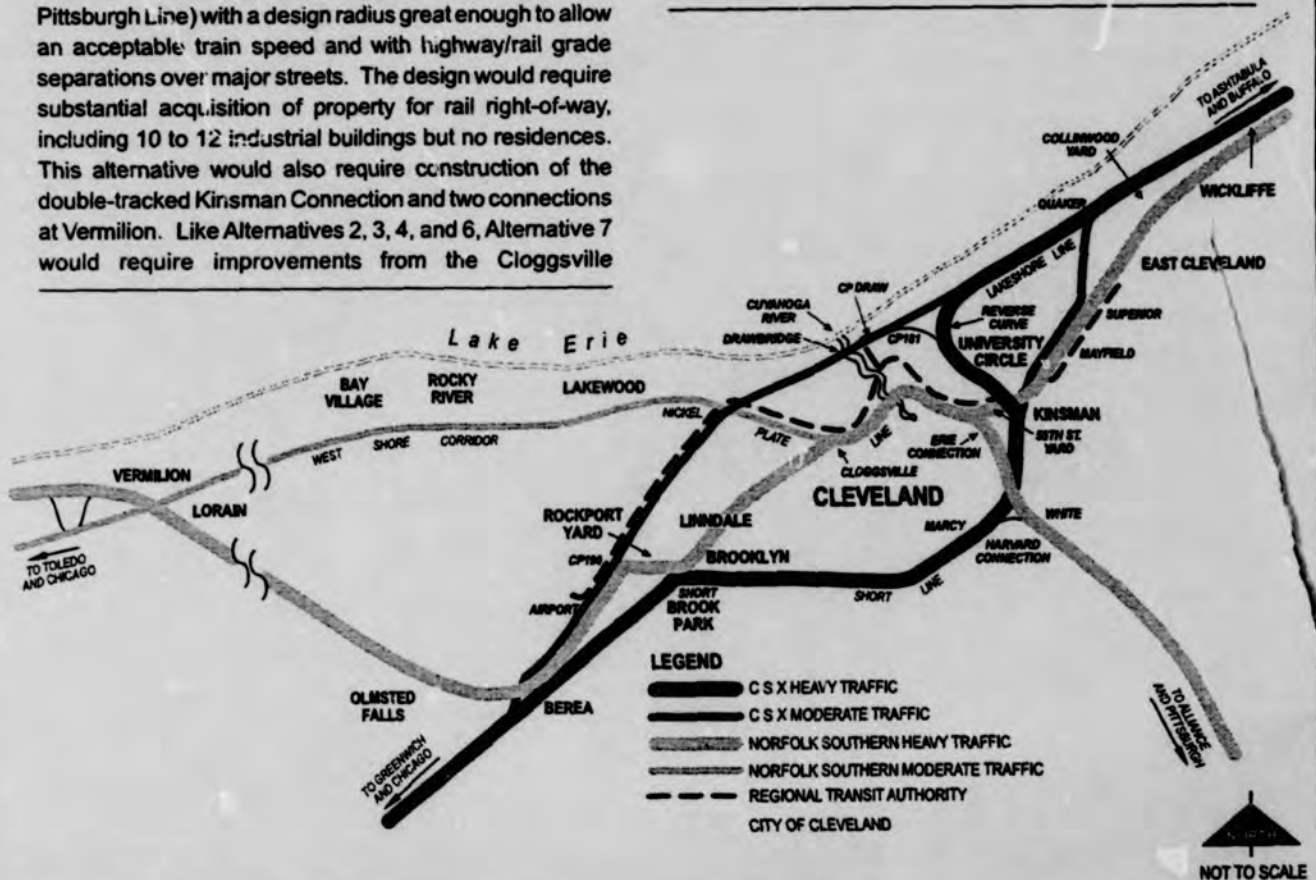 Pittsburgh Line) with a design radius great enough to allow
an acceptable train speed and with highway/rail grade
separations over major streets. The design would require
substantial acquisition of property for rail right-of-way,
including 10 to 12 industrial buildings but no residences.
This alternative would also require construction of the
double-tracked Kinsman Connection and two connections
at Vermilion. Like Alternatives 2, 3, 4, and 6, Alternative 7
would require improvements from the Cloggsville
TO ASHTABULA
AND BUFFALO
COLLINWOOD
YARD
WICKLIFFE
QUAKER
LAKESHORE LINE
EAST CLEVELAND
CP DRAW
CUYAHOGA
RIVER
DRAWBRIDGE
CP181
REVERSE
CURVE
UNIVERSITY
CIRCLE
SUPERIOR
MAYFIELD
Lake Erie
BAY
VILLAGE
ROCKY
RIVER
LAKEWOOD
NICKEL
PLATE
LINE
KINSMAN
55TH ST.
YARD
ERIE
CONNECTION
WEST SHORE CORRIDOR
CLOGGSVILLE
VERMILION
LORAIN
CLEVELAND
TO TOLEDO
AND CHICAGO
ROCKPORT
YARD
LINNDALE
MARCY
WHITE
HARVARD
CONNECTION
BROOKLYN
CP190
AIRPORT
SHORT
BROOK
PARK
SHORT LINE
OLMSTED
FALLS
BEREA
TO GREENWICH
AND CHICAGO
TO ALLIANCE
AND PITTSBURGH
LEGEND
C S X HEAVY TRAFFIC
C S X MODERATE TRAFFIC
NORFOLK SOUTHERN HEAVY TRAFFIC
NORFOLK SOUTHERN MODERATE TRAFFIC
REGIONAL TRANSIT AUTHORITY
CITY OF CLEVELAND
NORTH
NOT TO SCALE